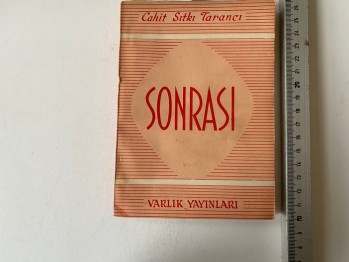 Cahit Sıtkı Tarancı
SONRASI
VARLIK YAYINLARI